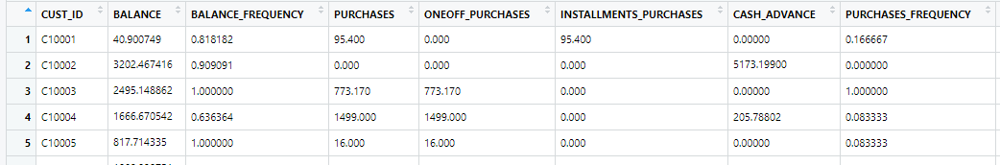 CUST_ID BALANCE BALANCE_FREQUENCY PURCHASES ONEOFF_PURCHASES INSTALLMENTS_PURCHASES CASH_ADVANCE PURCHASES_FREQUENCY
1 C10001 40.900749 0.818182 95.400 0.000 95.400 0.00000 0.166667
2 C10002 3202.467416 0.909091 0.000 0.000 0.000 5173.19900 0.000000
3 C10003 2495.148862 1.000000 773.170 773.170 0.000 0.00000 1.000000
4 C10004 1666.670542 0.636364 1499.000 1499.000 0.000 205.78802 0.083333
5 C10005 817.714335 1.000000 16.000 16.000 0.000 0.00000 0.083333